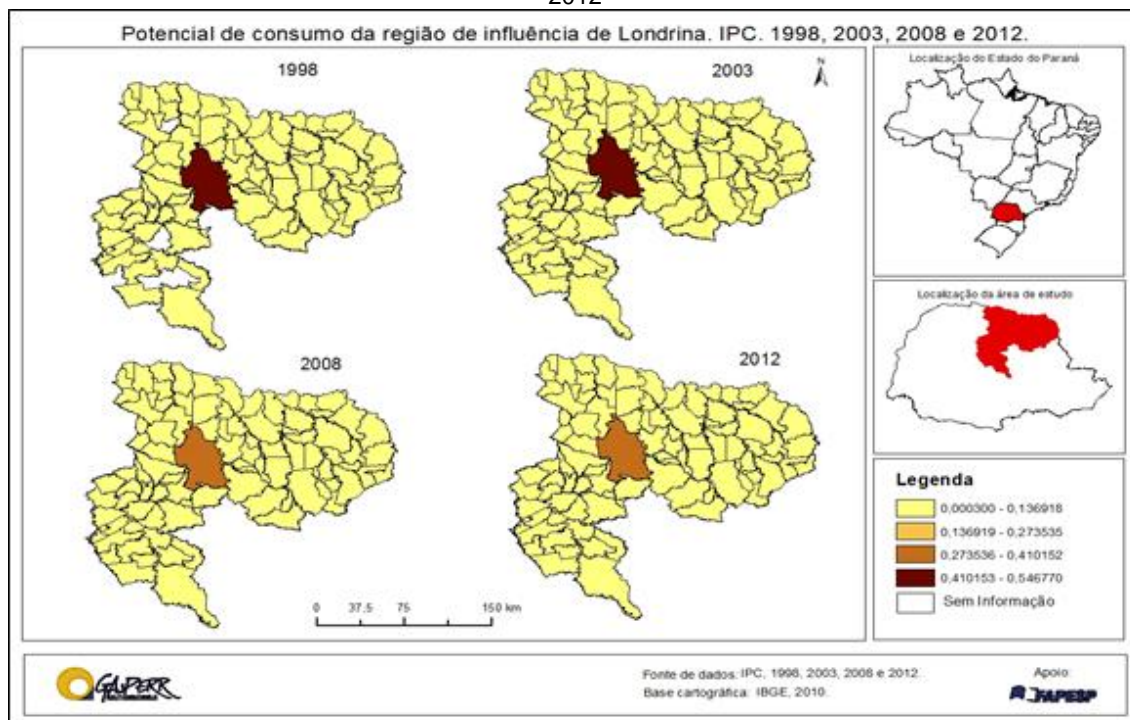 2012
Potencial de consumo da região de influência de Londrina. IPC. 1998, 2003, 2008 e 2012.
1998
2003
N
2008
2012
0 37.5 75 150 km
Localização do Estado do Paraná
Localização da área de estudo
Legenda
0,000300 - 0,136918
0,136919 - 0,273535
0,273536 - 0,410152
0,410153 - 0,546770
Sem Informação
GAsPERR
Fonte de dados: IPC, 1998, 2003, 2008 e 2012.
Base cartográfica: IBGE, 2010.
Apoio:
FAPESP